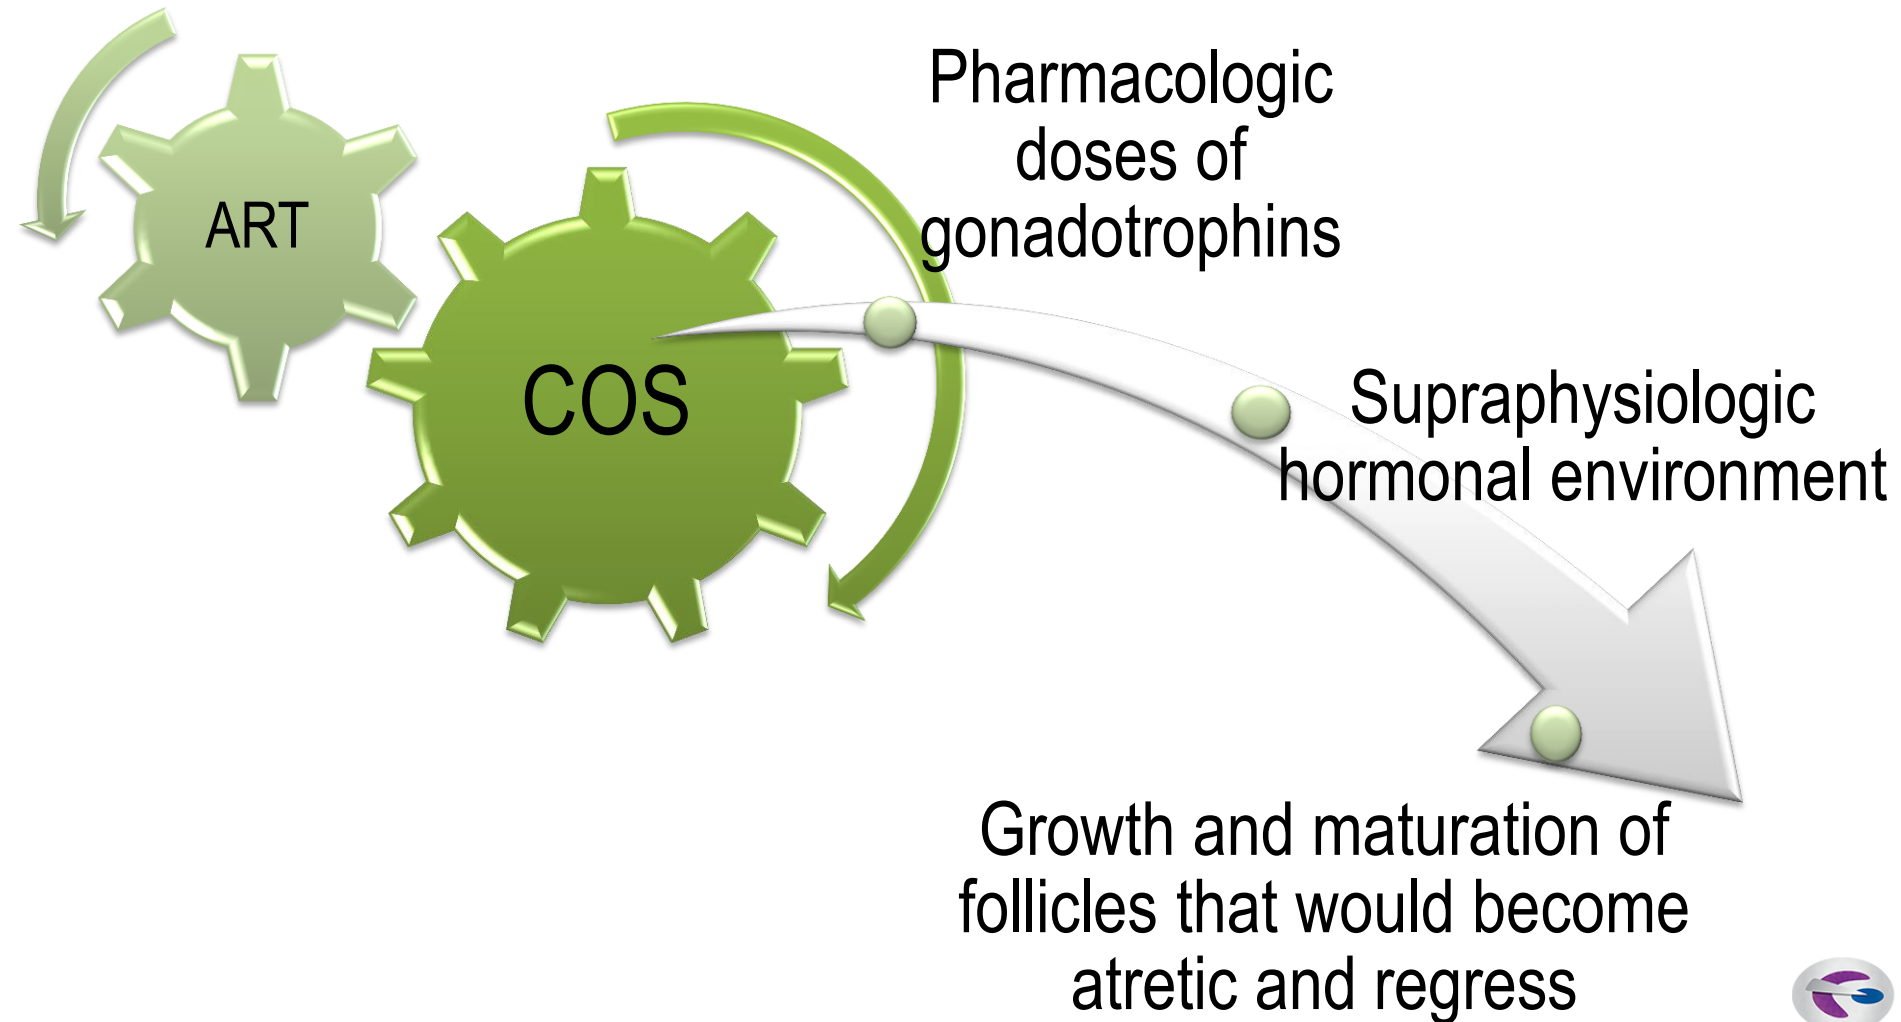 ART
COS
Pharmacologic
doses of
gonadotrophins
Supraphysiologic
hormonal environment
Growth and maturation of
follicles that would become
atretic and regress